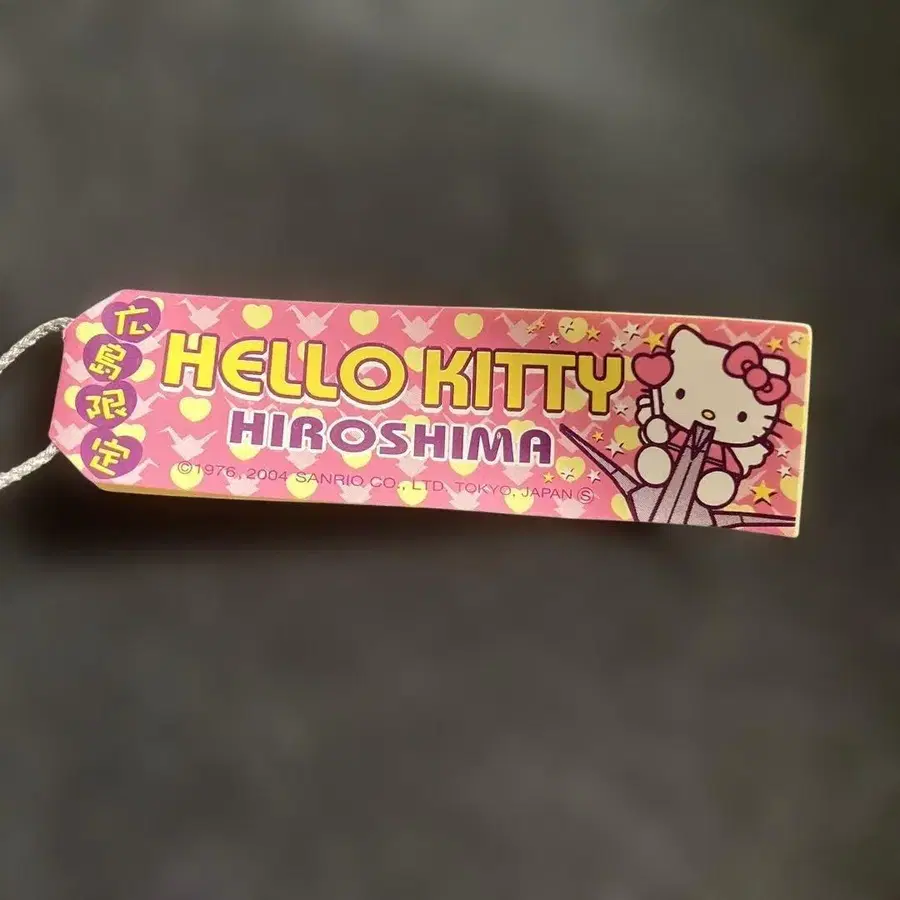 広島限定
HELLO KITTY
HIROSHIMA
©1976, 2004 SANRIO CO., LTD. TOKYO, JAPAN Ⓢ